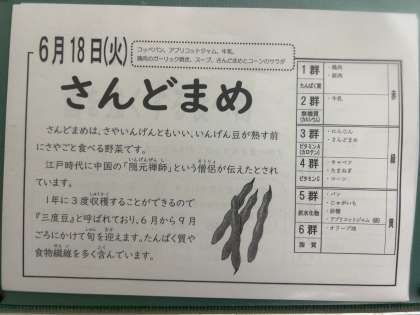 6月18日(火)
コッペパン、アプリコットジャム、牛乳、
鶏肉のガーリック焼き、スープ、さんどまめとコーンのサラダ
さんどまめ
さんどまめは、さやいんげんともいい、いんげん豆が熟す前
にさやごと食べる野菜です。
江戸時代に中国の「隠元禅師」という僧侶が伝えたとされ
ています。
1年に3度収穫することができるので
『三度豆』と呼ばれており、6月から9月
ごろにかけて旬を迎えます。たんぱく質や
食物繊維を多く含んでいます。
1群
たんぱく質
・鶏肉
2群
無機質
(カルシウム)
・牛乳
3群
ビタミンA
(カロテン)
・にんじん
・さんどまめ
4群
ビタミンC
・キャベツ
・たまねぎ
・コーン
5群
炭水化物
・パン
・じゃがいも
・砂糖
・アプリコットジャム
6群
脂質
・オリーブ油
赤
緑
黄